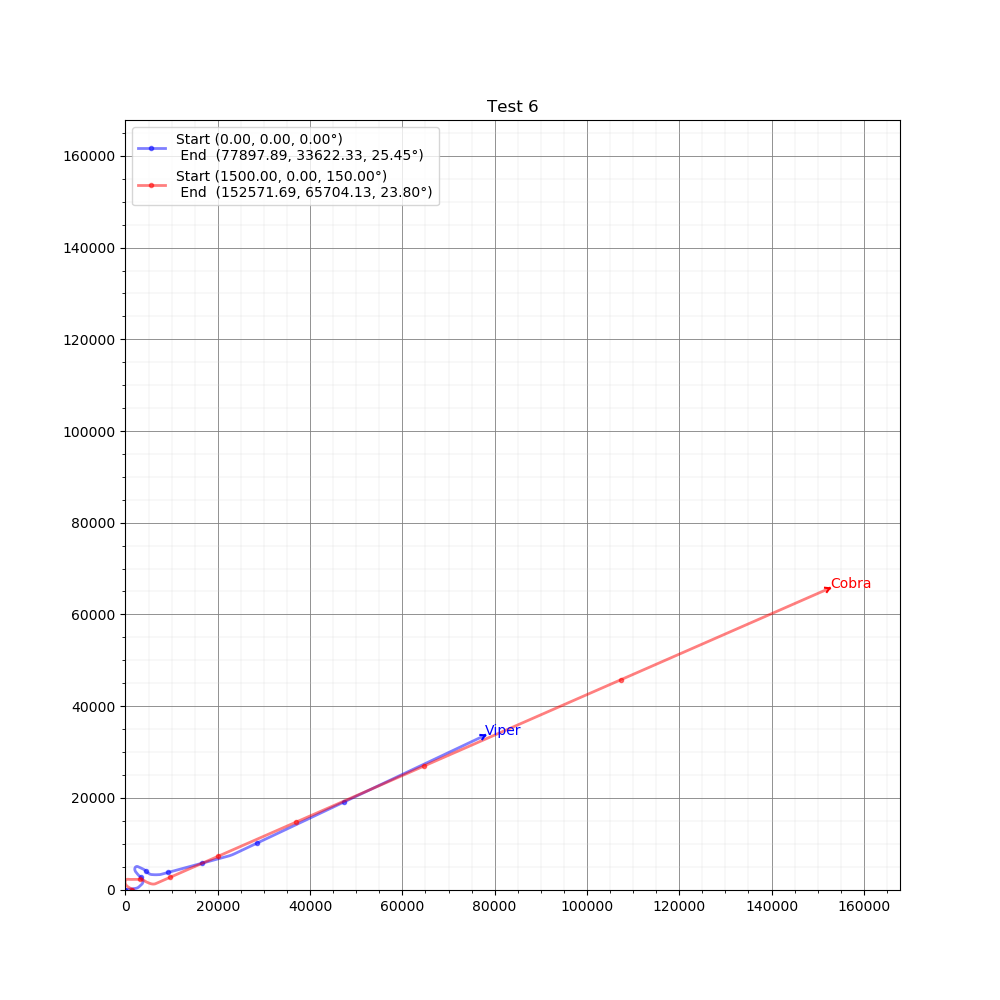 Test 6
Start (0.00, 0.00, 0.00°)
End (77897.89, 33622.33, 25.45°)
Start (1500.00, 0.00, 150.00°)
End (152571.69, 65704.13, 23.80°)
160000
140000
120000
100000
80000
60000
40000
20000
0
Cobra
Viper
0 20000 40000 60000 80000 100000 120000 140000 160000